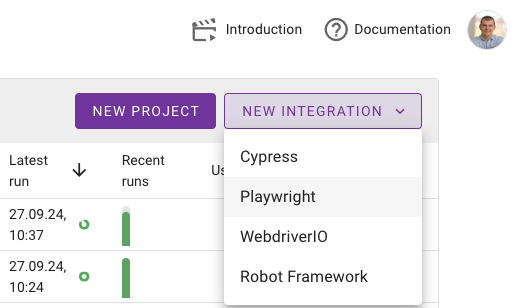 Introduction
Documentation
NEW PROJECT
NEW INTEGRATION
Latest
run
Recent
runs
Cypress
Playwright
WebdriverIO
Robot Framework
27.09.24,
10:37
27.09.24,
10:24